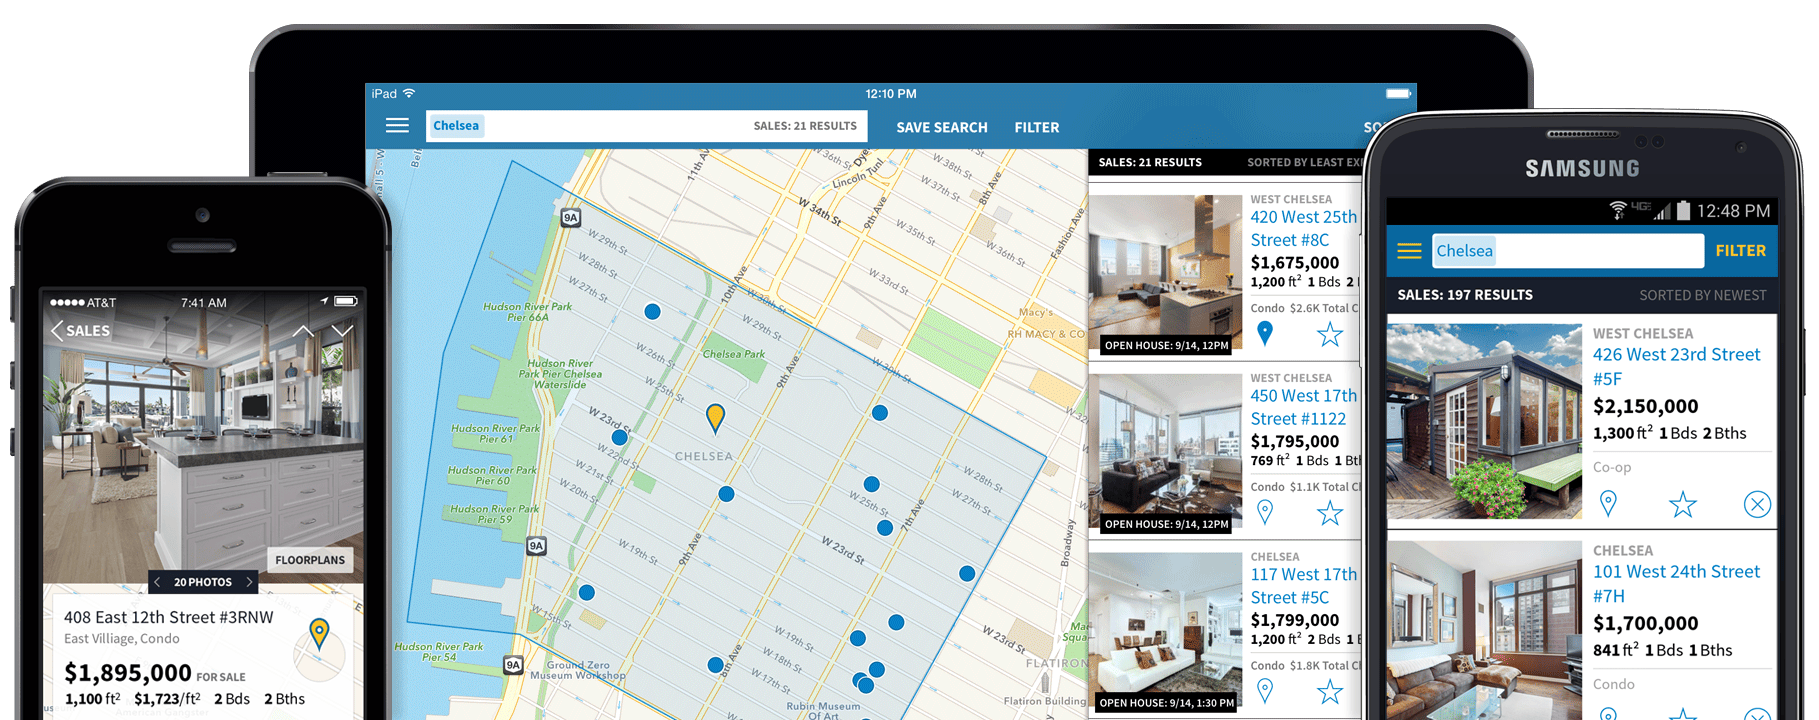 AT&T
7:41 AM
SALES
FLOORPLANS
20 PHOTOS
408 East 12th Street #3RNW
East Villiage, Condo
$1,895,000 FOR SALE
1,100 ft² $1,723/ft² 2 Bds 2 Bths
iPad
12:10 PM
Chelsea
SALES: 21 RESULTS
SAVE SEARCH
FILTER
11th Av
W 36th St
Dye
Lincoln Tunl
W 38th St
W 37th St
8th Ave
W 34th St
9th Ave
W 35th St
W 36th St
Fashion Ave
9A
W 29th St
W 28th St
W 27th St
10th Ave
W 30th St
W 33rd St
Hudson River Park
Pier 66A
W 29th St
Macy's
RH MACY & CO
W 26th St
Chelsea Park
Hudson River
Park Pier Chelsea
Waterslide
W 25th St
9th Ave
W 30th St
W 23rd St
Hudson River Park
Pier 61
CHELSEA
W 22nd St
W 21st St
W 20th St
Hudson River Park
Pier 60
W 28th St
W 27th St
Hudson River Park
Pier 59
7th Ave
9A
W 19th St
9th Ave
W 23rd St
Broadway
W 15th St
W 19th St
W 18th St
W 17th St
8th Ave
W 23rd St
Hudson River Park
Pier 54
9A
Ground Zero
Museum Workshop
FLATIRON
Flatiron Building
Rubin Museum
Of Art
SALES: 21 RESULTS
SORTED BY LEAST
WEST CHELSEA
420 West 25th
Street #8C
$1,675,000
1,200 ft² 1 Bds 2
Condo $2.6K Total C
OPEN HOUSE: 9/14, 12PM
WEST CHELSEA
450 West 17th
Street #1122
$1,795,000
769 ft² 1 Bds 1 Bt
Condo $1.1K Total C
OPEN HOUSE: 9/14, 12PM
CHELSEA
117 West 17th
Street #5C
$1,799,000
1,200 ft² 2 Bds 1
Condo $1.8K Total C
OPEN HOUSE: 9/14, 1:30 PM
SAMSUNG
4G
12:48 PM
Chelsea
FILTER
SALES: 197 RESULTS
SORTED BY NEWEST
WEST CHELSEA
426 West 23rd Street
#5F
$2,150,000
1,300 ft² 1 Bds 2 Bths
Co-op
CHELSEA
101 West 24th Street
#7H
$1,700,000
841 ft² 1 Bds 1 Bths
Condo